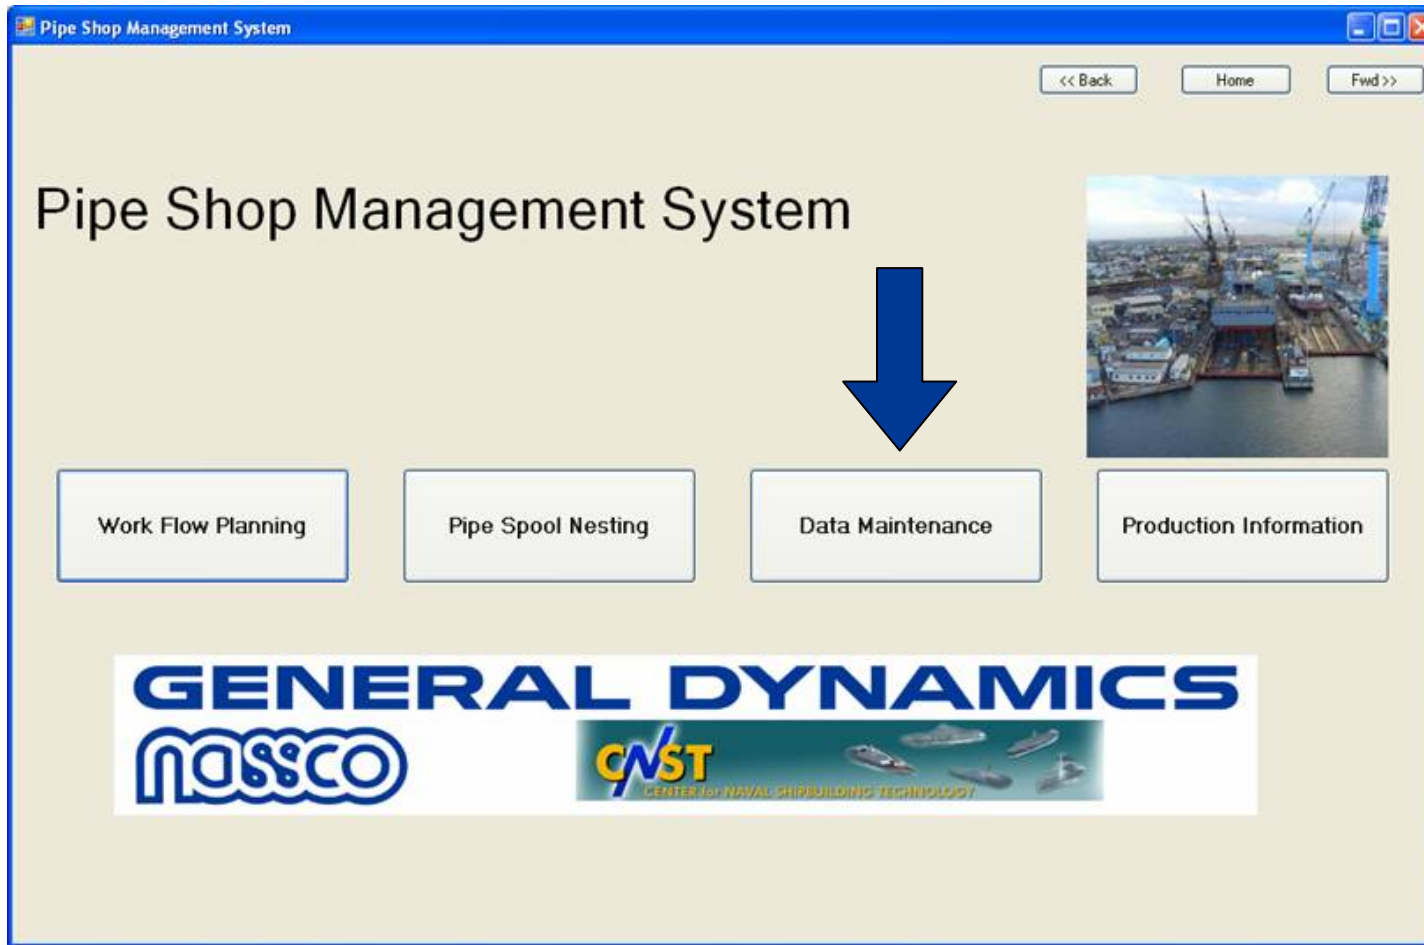 Pipe Shop Management System
<< Back Home Fwd >>
Pipe Shop Management System
Work Flow Planning Pipe Spool Nesting Data Maintenance Production Information
GENERAL DYNAMICS
nassco
CNST
CENTER for NAVAL SHIPBUILDING TECHNOLOGY